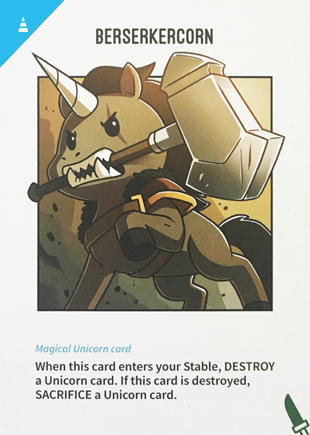 BERSERKERCORN
Magical Unicorn card
When this card enters your Stable, DESTROY
a Unicorn card. If this card is destroyed,
SACRIFICE a Unicorn card.